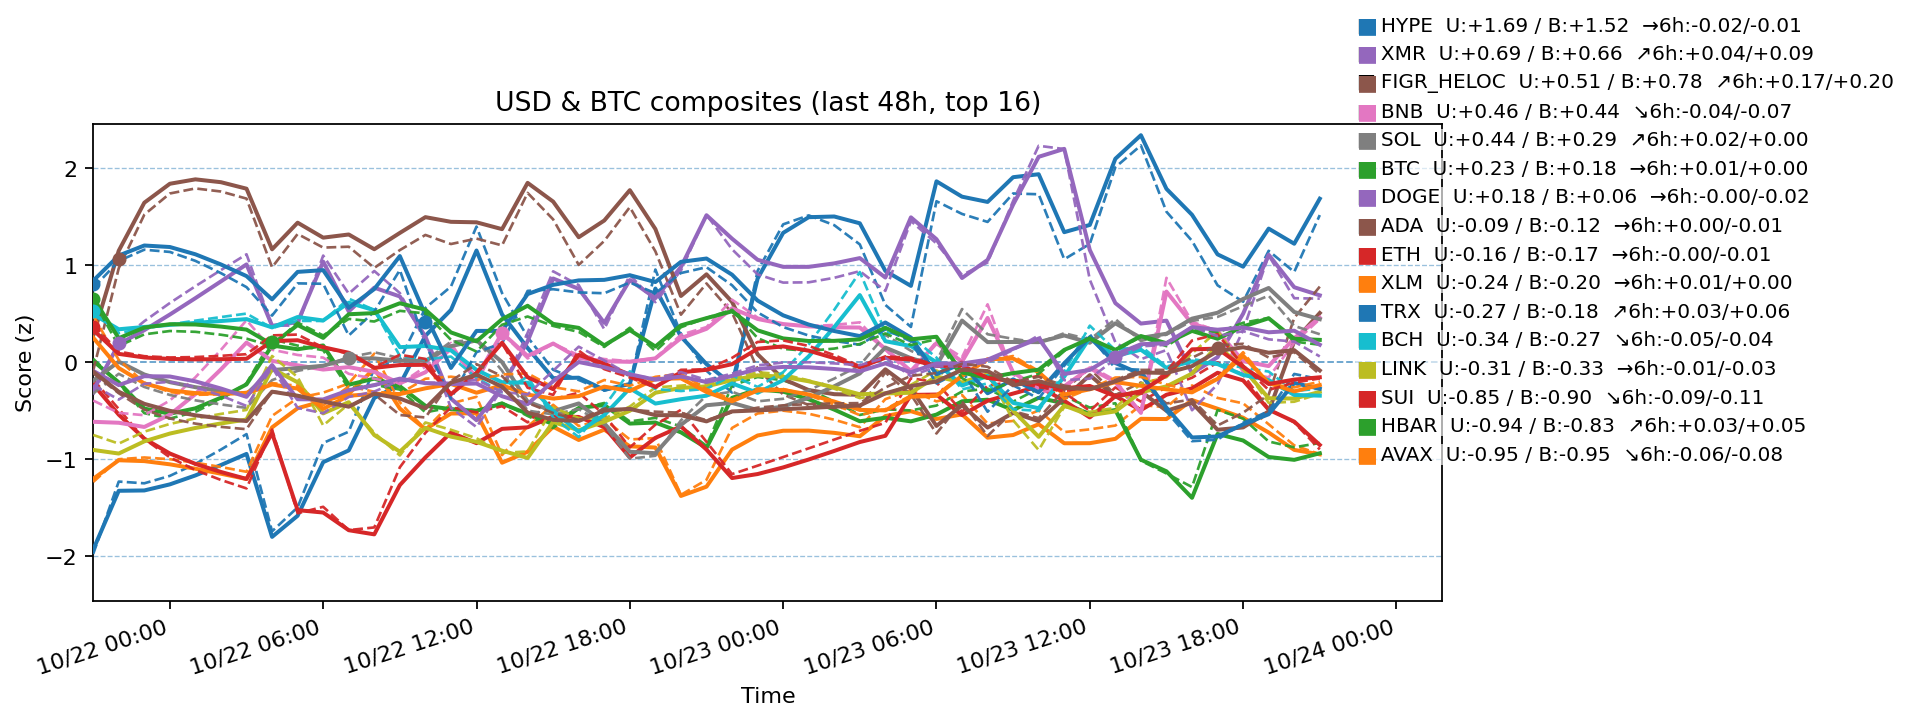 HYPE  U:+1.69 / B:+1.52  →6h:-0.02/-0.01
XMR  U:+0.69 / B:+0.66  ↗6h:+0.04/+0.09
FIGR_HELOC  U:+0.51 / B:+0.78  ↗6h:+0.17/+0.20
USD & BTC composites (last 48h, top 16)
BNB  U:+0.46 / B:+0.44  ↘6h:-0.04/-0.07
SOL  U:+0.44 / B:+0.29  ↗6h:+0.02/+0.00
BTC  U:+0.23 / B:+0.18  →6h:+0.01/+0.00
DOGE  U:+0.18 / B:+0.06  →6h:-0.00/-0.02
ADA  U:-0.09 / B:-0.12  →6h:+0.00/-0.01
ETH  U:-0.16 / B:-0.17  →6h:-0.00/-0.01
XLM  U:-0.24 / B:-0.20  →6h:+0.01/+0.00
TRX  U:-0.27 / B:-0.18  ↗6h:+0.03/+0.06
BCH  U:-0.34 / B:-0.27  ↘6h:-0.05/-0.04
LINK  U:-0.31 / B:-0.33  →6h:-0.01/-0.03
SUI  U:-0.85 / B:-0.90  ↘6h:-0.09/-0.11
HBAR  U:-0.94 / B:-0.83  ↗6h:+0.03/+0.05
AVAX  U:-0.95 / B:-0.95  ↘6h:-0.06/-0.08
Score (z)
2
1
0
−1
−2
10/22 00:00
10/22 06:00
10/22 12:00
10/22 18:00
10/23 00:00
10/23 06:00
10/23 12:00
10/23 18:00
10/24 00:00
Time